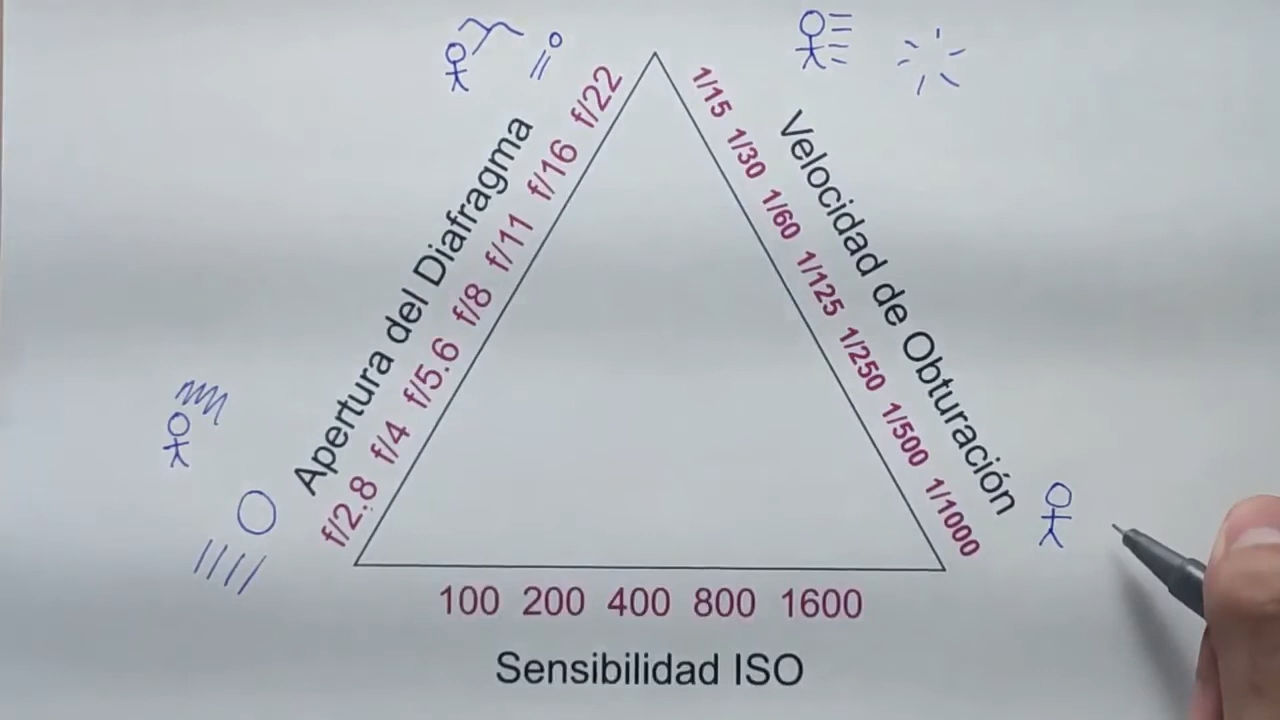 Apertura del Diafragma
f/2.8 f/4 f/5.6 f/8 f/11 f/16 f/22
Velocidad de Obturación
1/15 1/30 1/60 1/125 1/250 1/500 1/1000
100 200 400 800 1600
Sensibilidad ISO